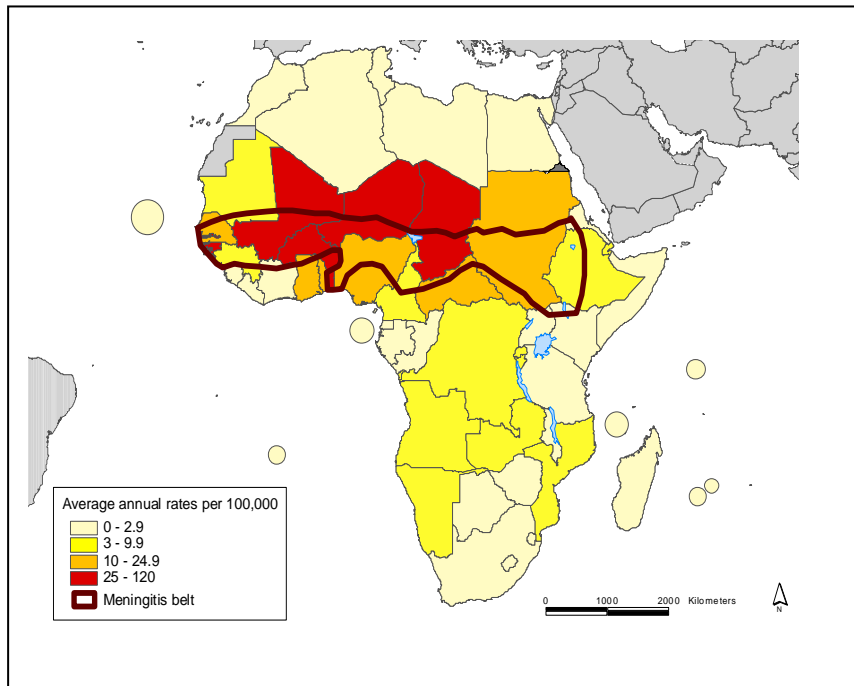 Average annual rates per 100,000
0 - 2.9
3 - 9.9
10 - 24.9
25 - 120
Meningitis belt
0 1000 2000 Kilometers
N